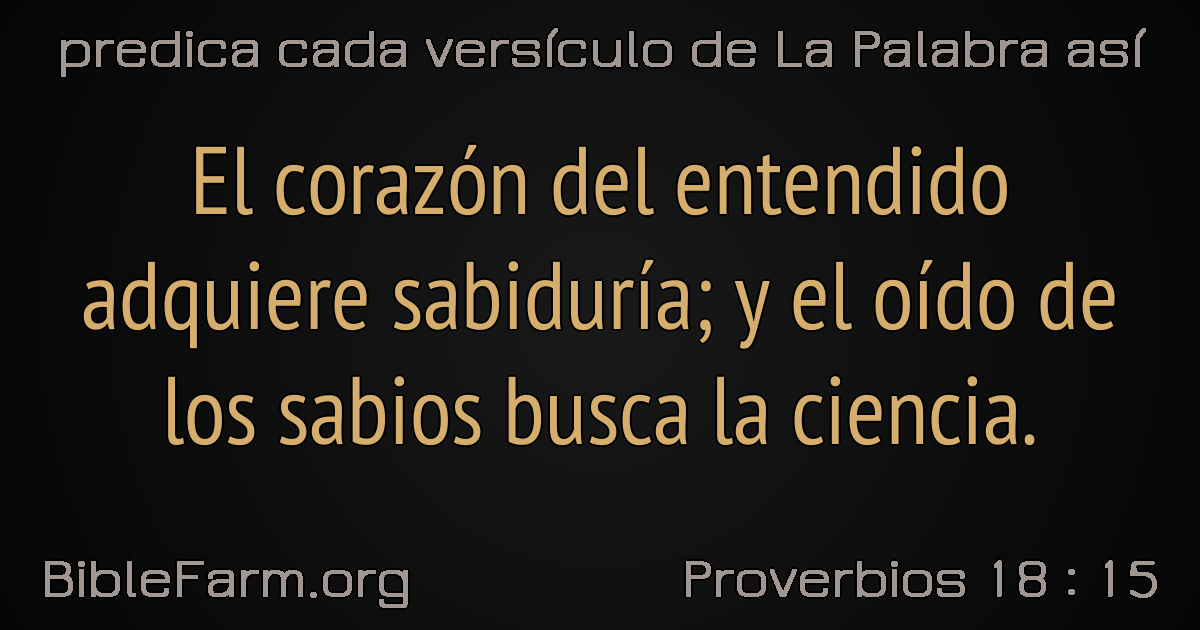 predica cada versículo de La Palabra así
El corazón del entendido
adquiere sabiduría; y el oído de
los sabios busca la ciencia.
BibleFarm.org
Proverbios 18 : 15